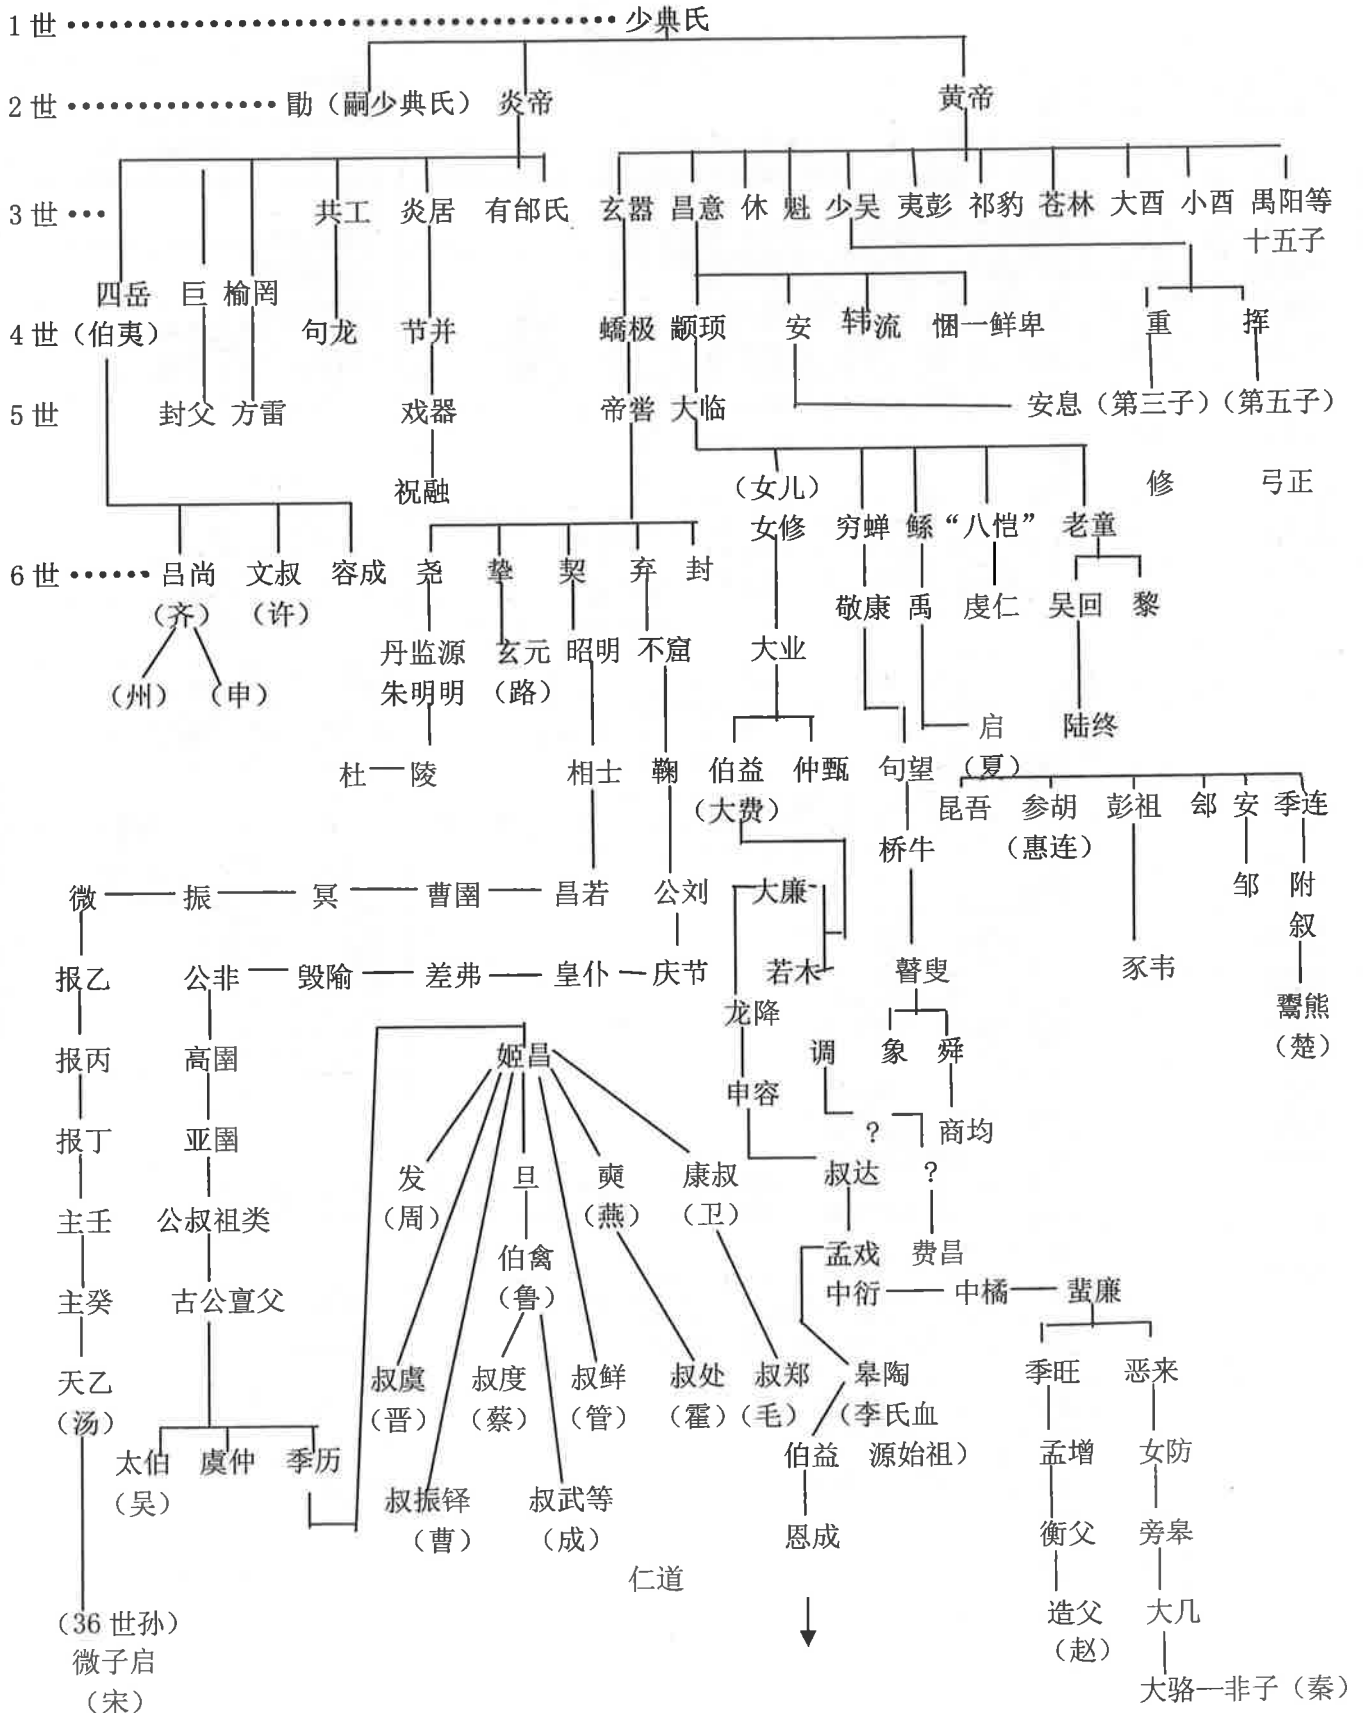 1世 少典氏
2世 勖（嗣少典氏） 炎帝 黄帝
3世 共工 炎居 有邰氏 玄嚣 昌意 休 魁 少吴 夷彭 祁豹 苍林 大酉 小酉 禺阳等
十五子
四岳 巨 榆罔
4世（伯夷） 句龙 节并 蟜极 颛顼 安 韩流 悃一鲜卑 重 挥
5世 封父 方雷 戏器 帝喾 大临 安息（第三子）（第五子）
祝融 （女儿） 修 弓正
女修 穷蝉 鲧 “八恺” 老童
6世 吕尚 文叔 容成 尧 挚 契 弃 封
（齐） （许） 敬康 禹 虔仁 吴回 黎
丹监源 玄元 昭明 不窟 大业
（州） （申） 朱明明 （路）
启 陆终
杜 陵 相士 鞠 伯益 仲甄 句望 （夏）
（大费） 昆吾 参胡 彭祖 郐 安 季连
桥牛 （惠连）
微 振 冥 曹圉 昌若 公刘 大廉 邹 附
叙
报乙 公非 毁隃 差弗 皇仆 庆节 若木 瞽叟 豕韦
龙降 鬻熊
报丙 高圉 姬昌 调 象 舜 （楚）
申容
报丁 亚圉 ？ 商均
发 旦 奭 康叔 叔达 ？
主壬 公叔祖类 （周） （燕） （卫）
伯禽 孟戏 费昌
主癸 古公亶父 （鲁） 中衍 中橘 蜚廉
天乙 叔虞 叔度 叔鲜 叔处 叔郑 皋陶 季旺 恶来
（汤） （晋） （蔡） （管） （霍）（毛） （李氏血
太伯 虞仲 季历 伯益 源始祖） 孟增 女防
（吴） 叔振铎 叔武等
（曹） （成） 恩成 衡父 旁皋
仁道
（36世孙） 造父 大几
微子启 （赵）
（宋） 大骆一非子（秦）